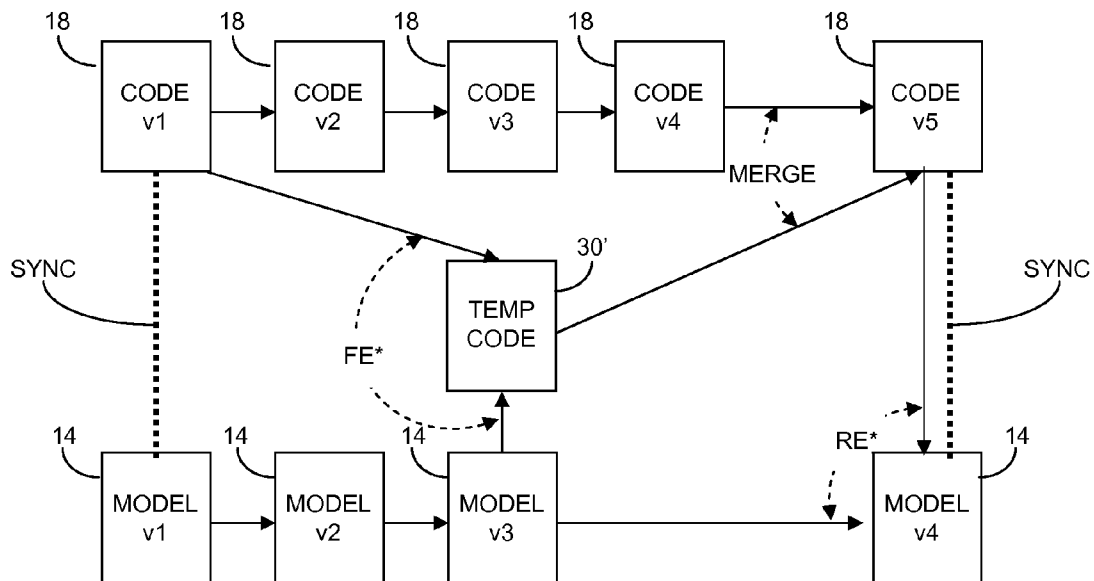 18
18
18
18
18
CODE
v1
CODE
v2
CODE
v3
CODE
v4
CODE
v5
MERGE
SYNC
30'
SYNC
TEMP
CODE
FE*
RE*
14
14
14
14
MODEL
v1
MODEL
v2
MODEL
v3
MODEL
v4